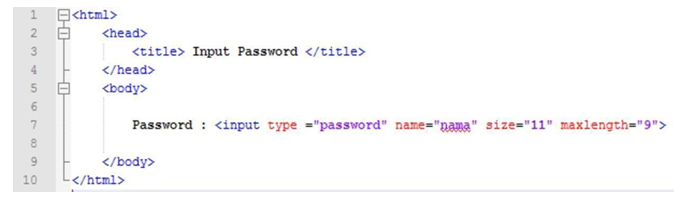 1 <html>
2 <head>
3 <title> Input Password </title>
4 </head>
5 <body>
6
7 Password : <input type ="password" name="nama" size="11" maxlength="9">
8
9 </body>
10 </html>